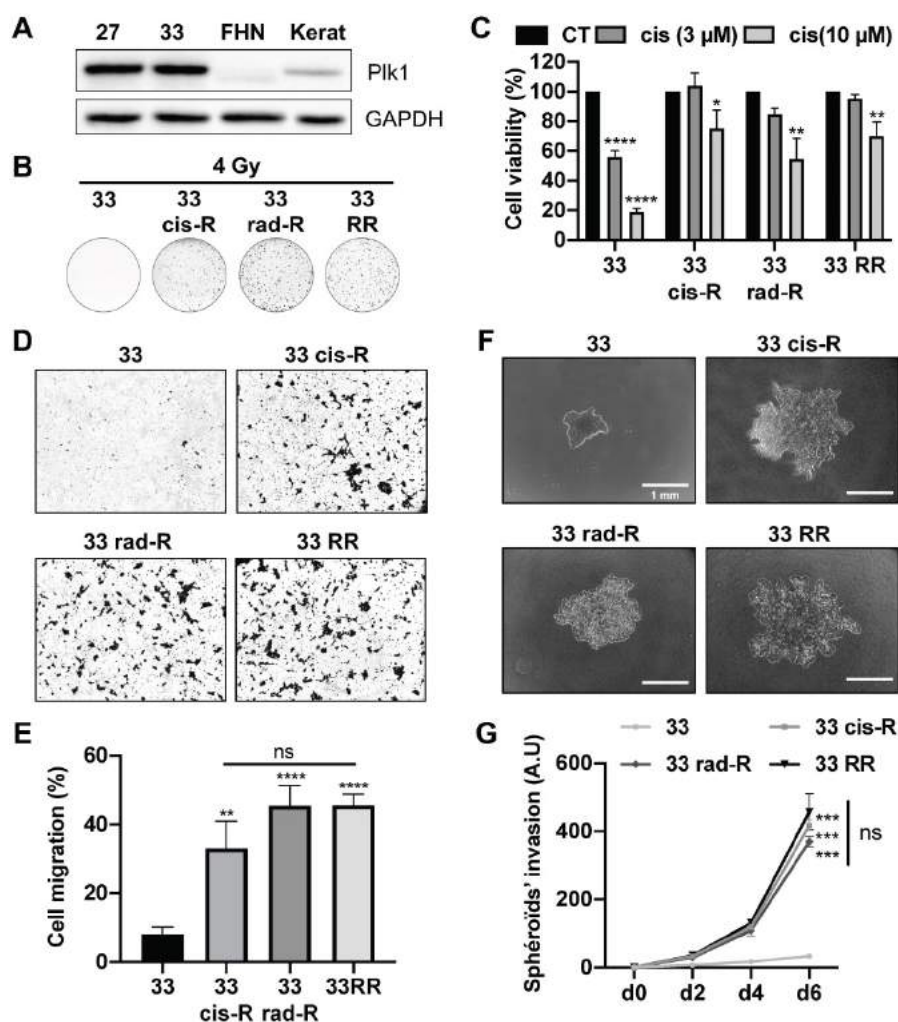 A
27 33 FHN Kerat
Plk1
GAPDH
B
4 Gy
33 33 33 33
cis-R rad-R RR
C
CT cis (3 µM) cis(10 µM)
Cell viability (%)
120
100
80
60
40
20
0
**** **** * ** **
33 33 33 33 RR
cis-R rad-R
D
33 33 cis-R
33 rad-R 33 RR
E
Cell migration (%)
60
40
20
0
ns
** **** ****
33 33 33 33RR
cis-R rad-R
F
33 33 cis-R
1 mm
33 rad-R 33 RR
G
33 33 cis-R
33 rad-R 33 RR
Sphéroïds' invasion (A.U)
600
400
200
0
***
***
***
ns
d0 d2 d4 d6